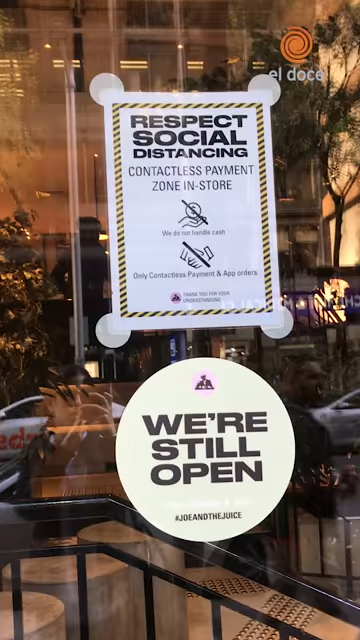 el doce
RESPECT
SOCIAL
DISTANCING
CONTACTLESS PAYMENT
ZONE IN-STORE
We do not handle cash
Only Contactless Payment & App orders
THANK YOU FOR YOUR
UNDERSTANDING
WE'RE
STILL
OPEN
#JOEANDTHEJUICE